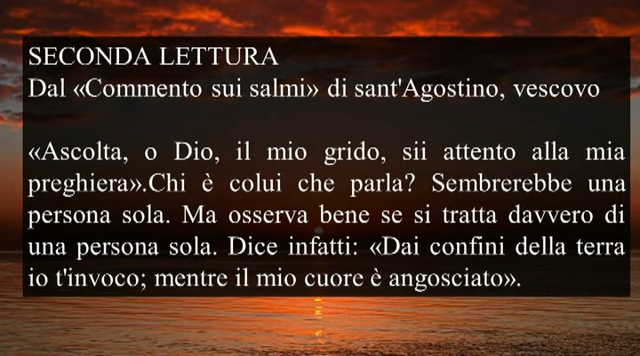 SECONDA LETTURA
Dal «Commento sui salmi» di sant'Agostino, vescovo
«Ascolta, o Dio, il mio grido, sii attento alla mia
preghiera».Chi è colui che parla? Sembrerebbe una
persona sola. Ma osserva bene se si tratta davvero di
una persona sola. Dice infatti: «Dai confini della terra
io t'invoco; mentre il mio cuore è angosciato».